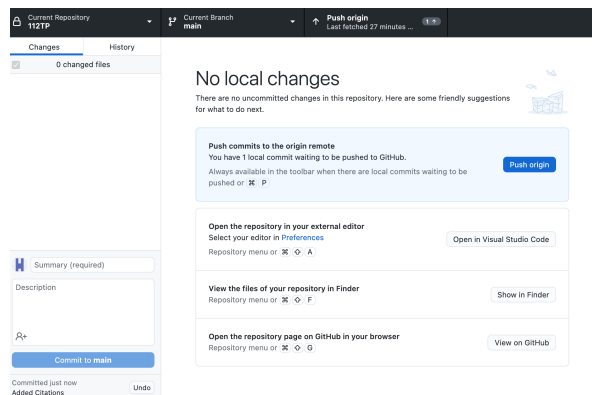 Current Repository
112TP
Current Branch
main
Push origin
Last fetched 27 minutes ...
1
Changes
History
0 changed files
No local changes
There are no uncommitted changes in this repository. Here are some friendly suggestions
for what to do next.
Push commits to the origin remote
You have 1 local commit waiting to be pushed to GitHub.
Always available in the toolbar when there are local commits waiting to be
pushed or ⌘ P
Push origin
Open the repository in your external editor
Select your editor in Preferences
Repository menu or ⌘ ⇧ A
Open in Visual Studio Code
View the files of your repository in Finder
Repository menu or ⌘ ⇧ F
Show in Finder
Open the repository page on GitHub in your browser
Repository menu or ⌘ ⇧ G
View on GitHub
Summary (required)
Description
Commit to main
Committed just now
Added Citations
Undo